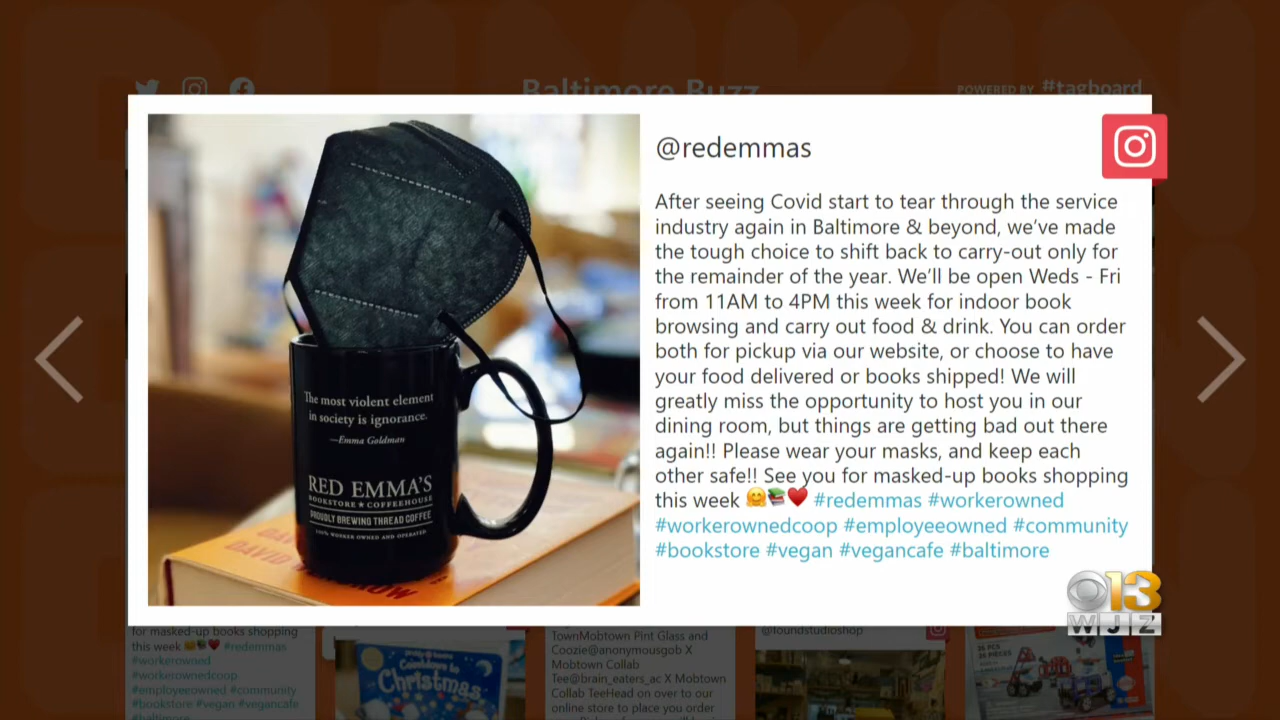 Baltimore Buzz
POWERED BY #tagboard
@redemmas
After seeing Covid start to tear through the service
industry again in Baltimore & beyond, we’ve made
the tough choice to shift back to carry-out only for
the remainder of the year. We’ll be open Weds - Fri
from 11AM to 4PM this week for indoor book
browsing and carry out food & drink. You can order
both for pickup via our website, or choose to have
your food delivered or books shipped! We will
greatly miss the opportunity to host you in our
dining room, but things are getting bad out there
again!! Please wear your masks, and keep each
other safe!! See you for masked-up books shopping
this week 🤗📚♥️ #redemmas #workerowned
#workerownedcoop #employeeowned #community
#bookstore #vegan #vegancafe #baltimore
The most violent element
in society is ignorance.
—Emma Goldman
RED EMMA'S
BOOKSTORE ★ COFFEEHOUSE
PROUDLY BREWING THREAD COFFEE
100% WORKER OWNED AND OPERATED
DAVID
13
WJZ
for masked-up books shopping
this week 🤗📚♥️ #redemmas
#workerowned
#workerownedcoop
#employeeowned #community
#bookstore #vegan #vegancafe
#baltimore
Countdown to
Christmas
TownMobtown Pint Glass and
Coozie@anonymousgob X
Mobtown Collab
Tee@brain_eaters_ac X Mobtown
Collab TeeHead on over to our
online store to place you order
@foundstudioshop
26 PCS
26 PIÈCES